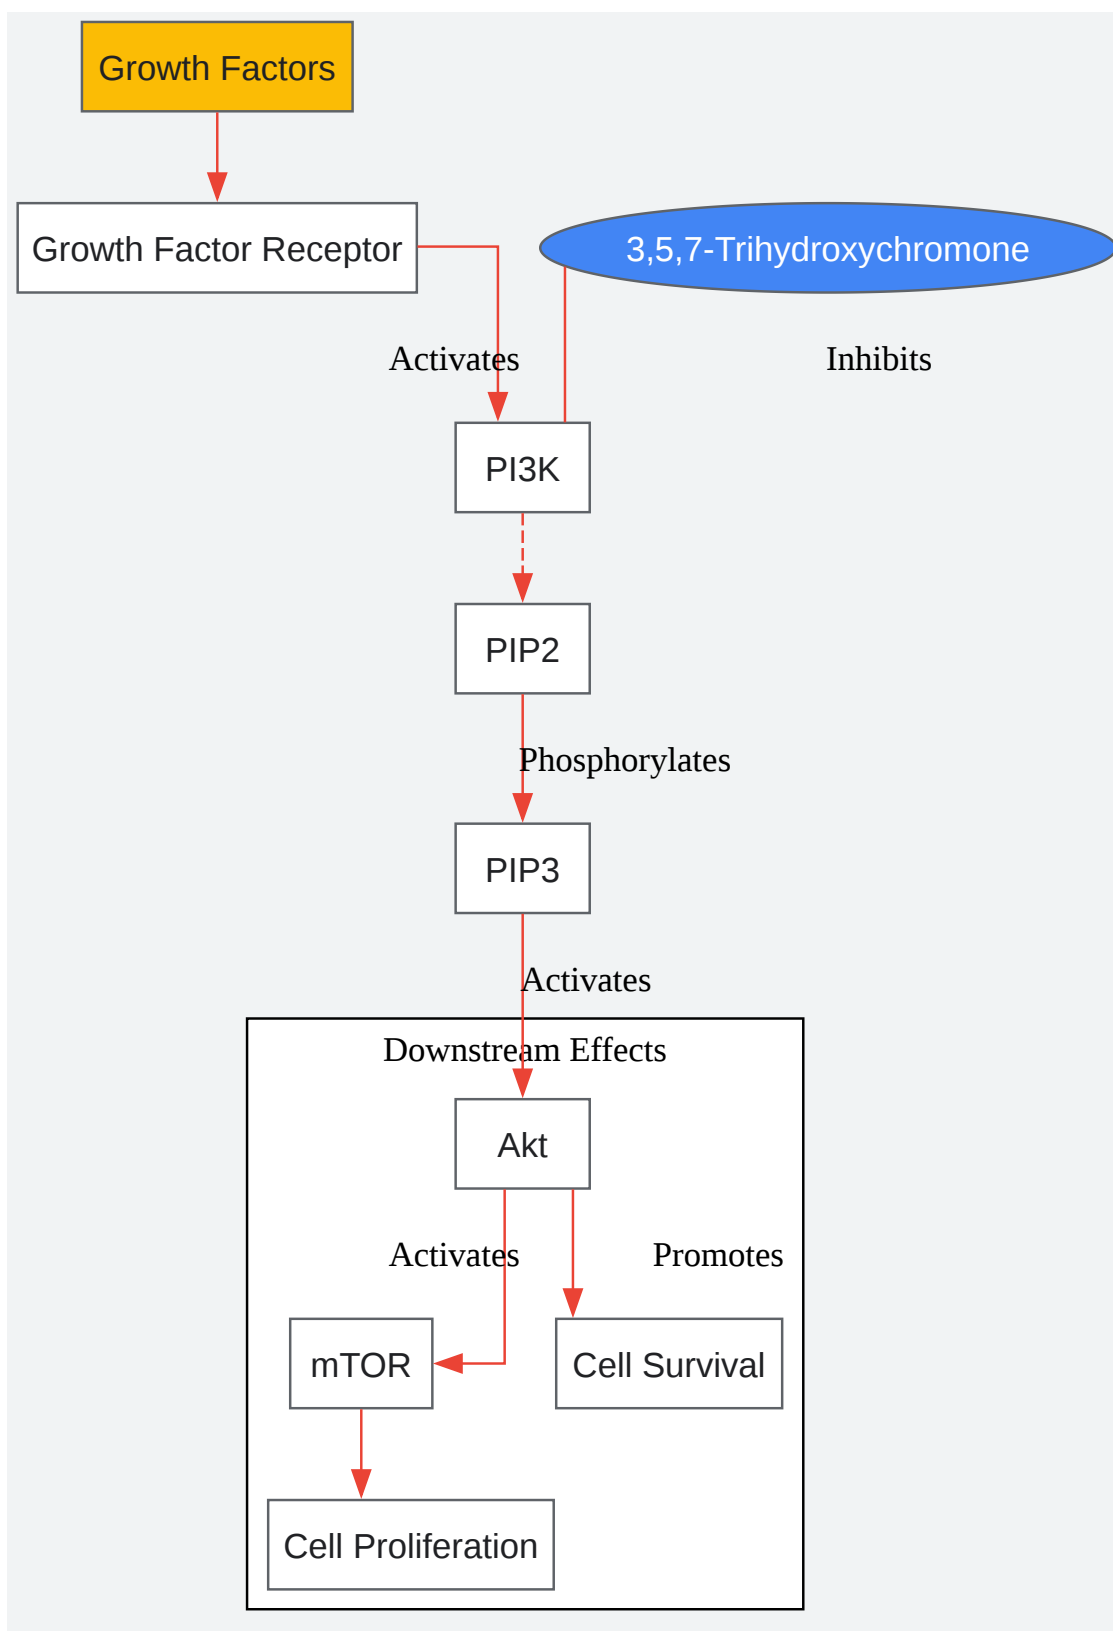 Growth Factors
Growth Factor Receptor
3,5,7-Trihydroxychromone
Activates
Inhibits
PI3K
PIP2
Phosphorylates
PIP3
Activates
Downstream Effects
Akt
Activates
Promotes
mTOR
Cell Survival
Cell Proliferation